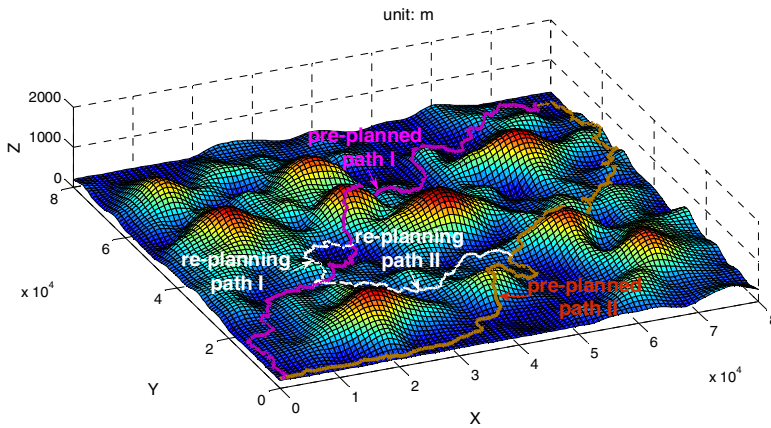 unit: m
2000
1000
0
Z
8
6
4
2
0
x 10^4
Y
pre-planned
path I
re-planning
path II
re-planning
path I
pre-planned
path II
0
1
2
3
4
5
6
7
8
x 10^4
X